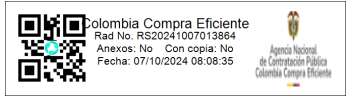 Colombia Compra Eficiente
Rad No. RS20241007013864
Anexos: No Con copia: No
Fecha: 07/10/2024 08:08:35
Agencia Nacional
de Contratación Pública
Colombia Compra Eficiente